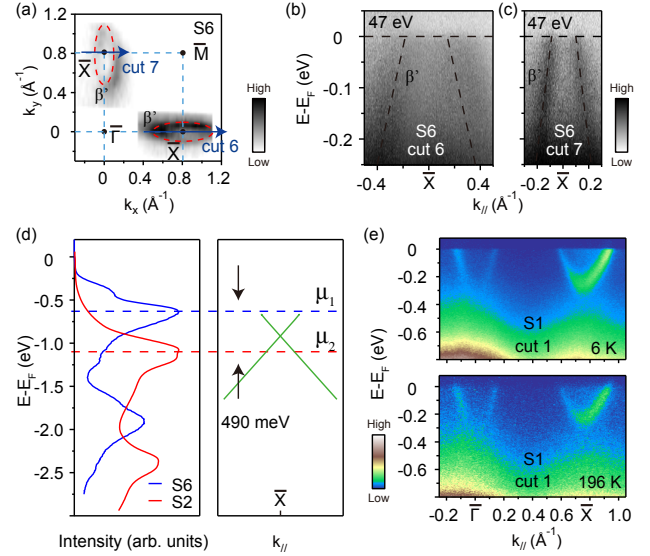 (a)
S6
M̅
X̅
cut 7
β'
Γ̅
β'
X̅
cut 6
k_y (Å⁻¹)
0.8
0.4
0
0
0.4
0.8
1.2
k_x (Å⁻¹)
High
Low
(b)
47 eV
β'
S6
cut 6
E-E_F (eV)
0
-0.1
-0.2
-0.4
X̅
0.4
k_// (Å⁻¹)
(c)
47 eV
β'
S6
cut 7
-0.2
X̅
0.2
k_// (Å⁻¹)
High
Low
(d)
E-E_F (eV)
0
-0.5
-1.0
-1.5
-2.0
-2.5
S6
S2
Intensity (arb. units)
μ₁
μ₂
490 meV
X̅
k_//
(e)
E-E_F (eV)
0
-0.2
-0.4
-0.6
S1
cut 1
6 K
E-E_F (eV)
0
-0.2
-0.4
-0.6
High
Low
S1
cut 1
196 K
-0.2 Γ̅ 0.2 0.4 0.6 X̅ 1.0
k_// (Å⁻¹)